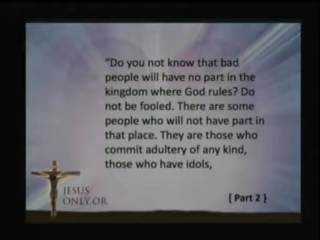 "Do you not know that bad
people will have no part in the
kingdom where God rules? Do
not be fooled. There are some
people who will not have part in
that place. They are those who
commit adultery of any kind,
those who have idols,
JESUS
ONLY.OR
[ Part 2 }